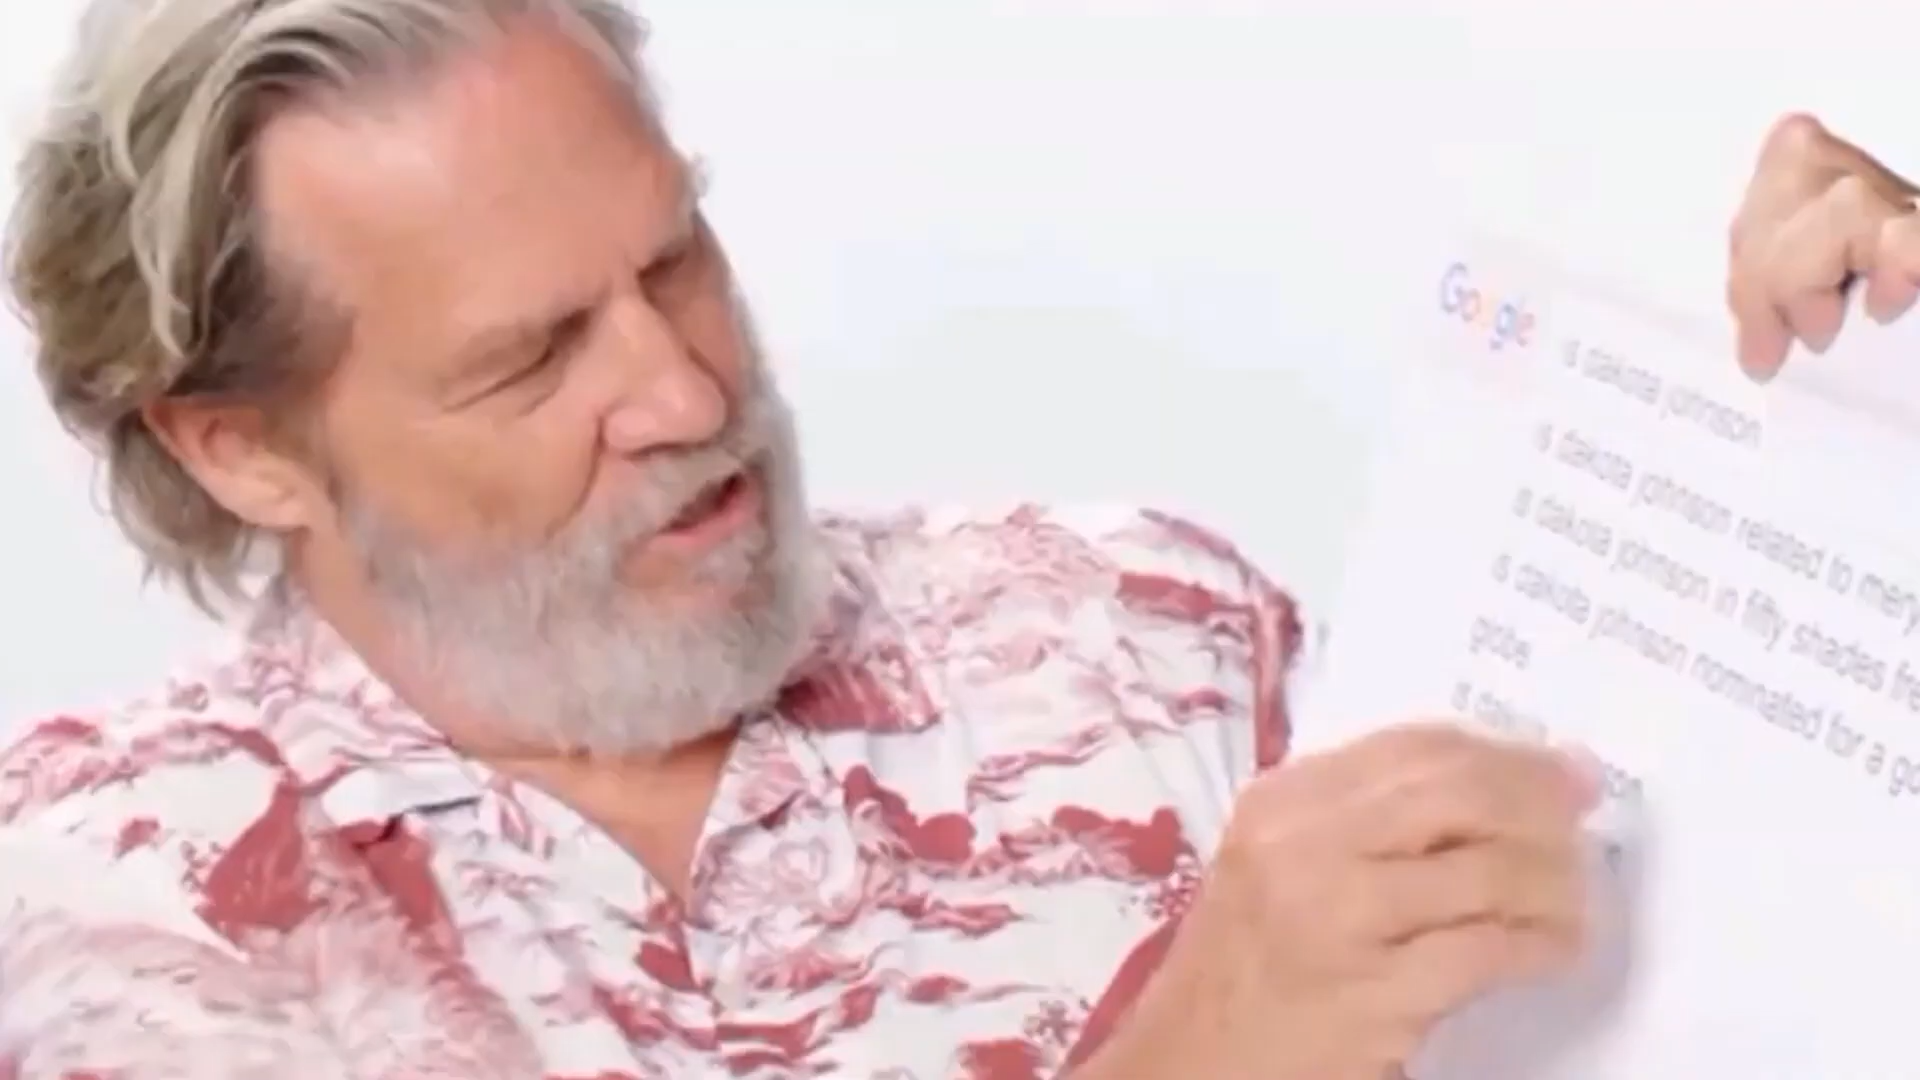 Google
is dakota johnson
is dakota johnson related to mery
is dakota johnson in fifty shades fre
is dakota johnson nominated for a go
globe
is